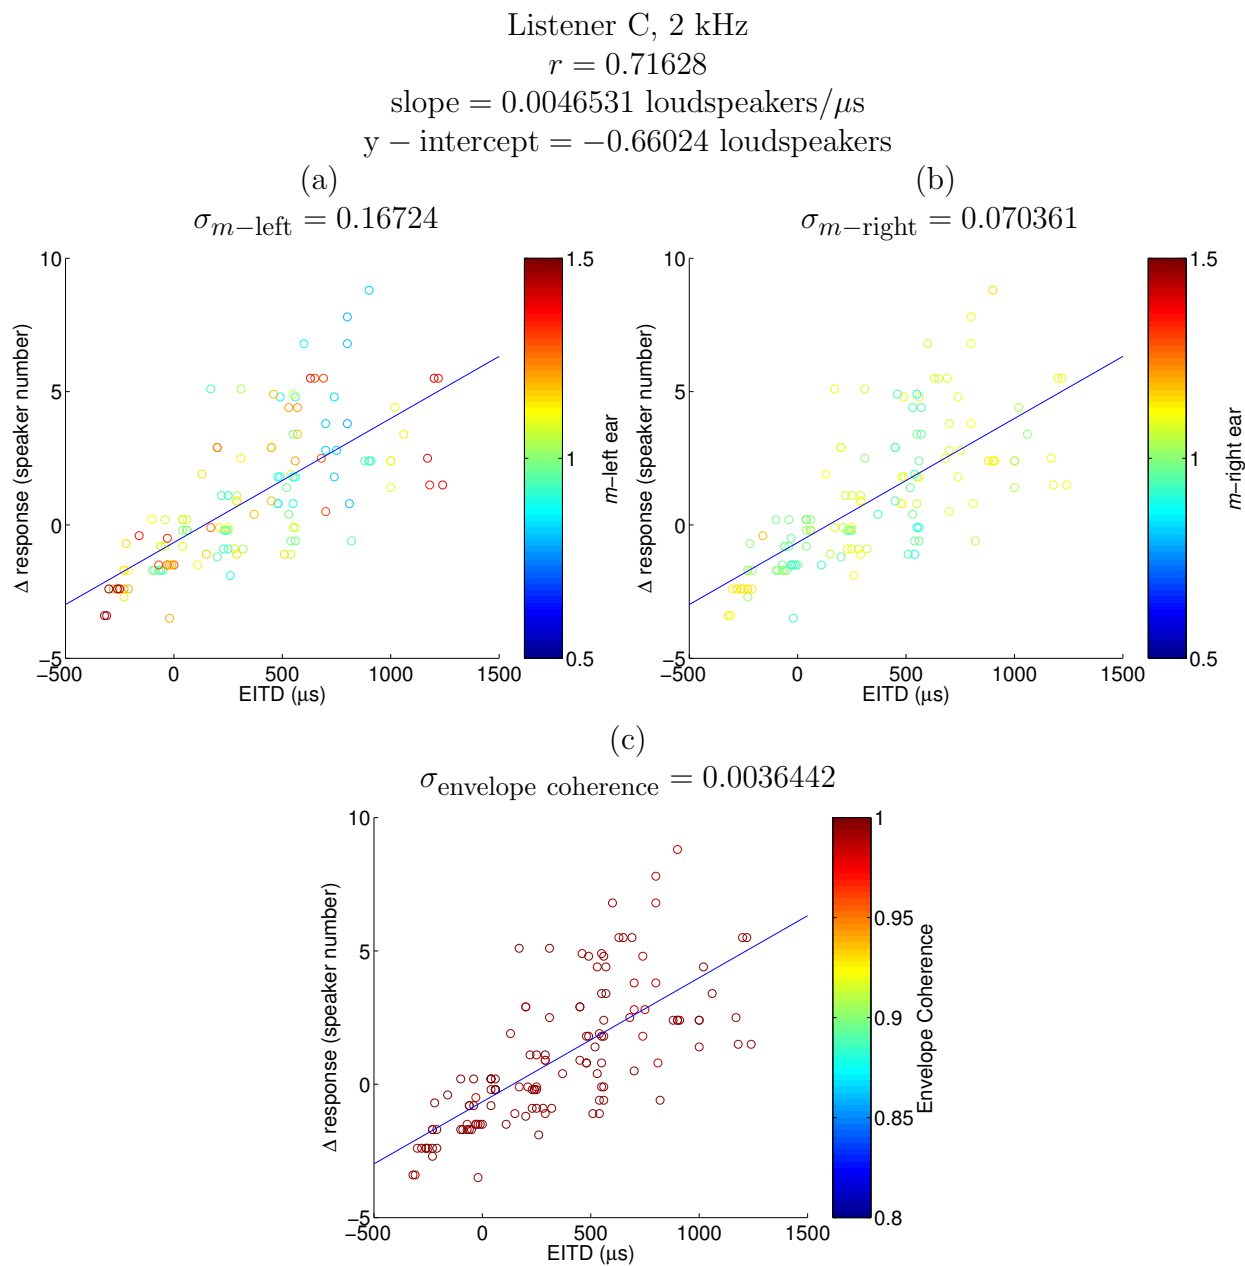 Listener C, 2 kHz
r = 0.71628
slope = 0.0046531 loudspeakers/μs
y − intercept = −0.66024 loudspeakers
(a)
σm−left = 0.16724
10
5
0
−5
−500
0
500
1000
1500
Δ response (speaker number)
EITD (μs)
1.5
1
0.5
m−left ear
(b)
σm−right = 0.070361
10
5
0
−5
−500
0
500
1000
1500
Δ response (speaker number)
EITD (μs)
1.5
1
0.5
m−right ear
(c)
σenvelope coherence = 0.0036442
10
5
0
−5
−500
0
500
1000
1500
Δ response (speaker number)
EITD (μs)
1
0.95
0.9
0.85
0.8
Envelope Coherence